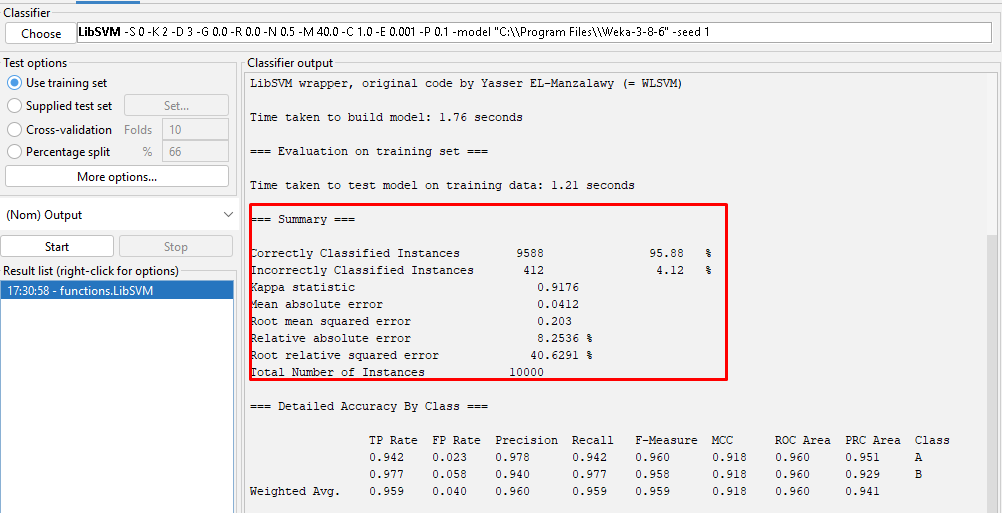 Classifier
Choose LibSVM -S 0 -K 2 -D 3 -G 0.0 -R 0.0 -N 0.5 -M 40.0 -C 1.0 -E 0.001 -P 0.1 -model "C:\\Program Files\\Weka-3-8-6" -seed 1
Test options
Use training set
Supplied test set Set...
Cross-validation Folds 10
Percentage split % 66
More options...
(Nom) Output
Start Stop
Result list (right-click for options)
17:30:58 - functions.LibSVM
Classifier output
LibSVM wrapper, original code by Yasser EL-Manzalawy (= WLSVM)
Time taken to build model: 1.76 seconds
=== Evaluation on training set ===
Time taken to test model on training data: 1.21 seconds
=== Summary ===
Correctly Classified Instances 9588 95.88 %
Incorrectly Classified Instances 412 4.12 %
Kappa statistic 0.9176
Mean absolute error 0.0412
Root mean squared error 0.203
Relative absolute error 8.2536 %
Root relative squared error 40.6291 %
Total Number of Instances 10000
=== Detailed Accuracy By Class ===
TP Rate FP Rate Precision Recall F-Measure MCC ROC Area PRC Area Class
0.942 0.023 0.978 0.942 0.960 0.918 0.960 0.951 A
0.977 0.058 0.940 0.977 0.958 0.918 0.960 0.929 B
Weighted Avg. 0.959 0.040 0.960 0.959 0.959 0.918 0.960 0.941